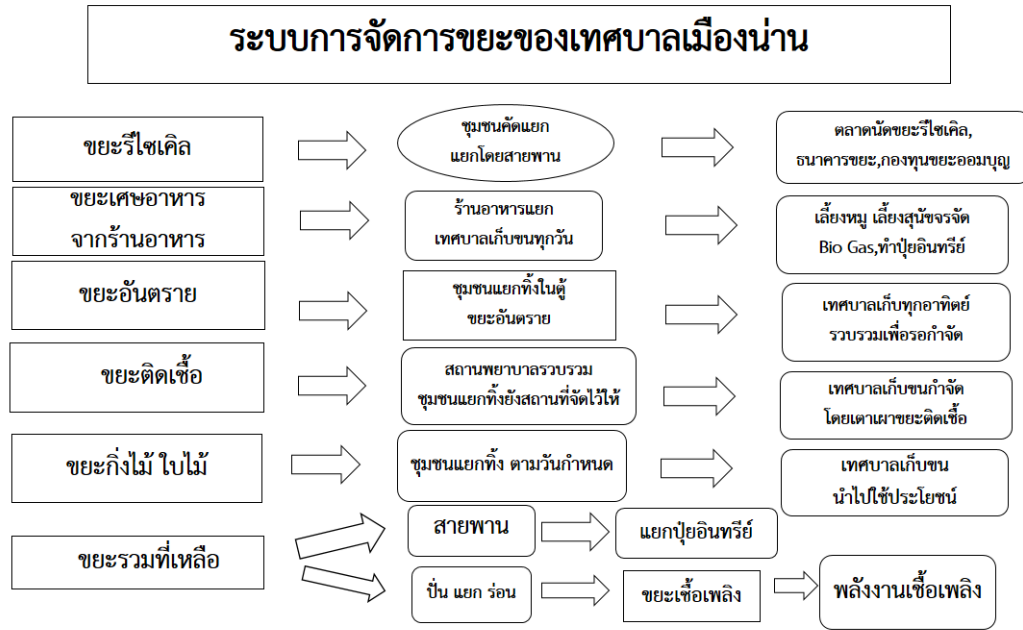 ระบบการจัดการขยะของเทศบาลเมืองน่าน
ขยะรีไซเคิล
ชุมชนคัดแยก
แยกโดยสายพาน
ตลาดนัดขยะรีไซเคิล,
ธนาคารขยะ,กองทุนขยะออมบุญ
ขยะเศษอาหาร
จากร้านอาหาร
ร้านอาหารแยก
เทศบาลเก็บขนทุกวัน
เลี้ยงหมู เลี้ยงสุนัขจรจัด
Bio Gas,ทำปุ๋ยอินทรีย์
ขยะอันตราย
ชุมชนแยกทิ้งในตู้
ขยะอันตราย
เทศบาลเก็บทุกอาทิตย์
รวบรวมเพื่อรอกำจัด
ขยะติดเชื้อ
สถานพยาบาลรวบรวม
ชุมชนแยกทิ้งยังสถานที่จัดไว้ให้
เทศบาลเก็บขนกำจัด
โดยเตาเผาขยะติดเชื้อ
ขยะกิ่งไม้ ใบไม้
ชุมชนแยกทิ้ง ตามวันกำหนด
เทศบาลเก็บขน
นำไปใช้ประโยชน์
ขยะรวมที่เหลือ
สายพาน
แยกปุ๋ยอินทรีย์
ปั่น แยก ร่อน
ขยะเชื้อเพลิง
พลังงานเชื้อเพลิง